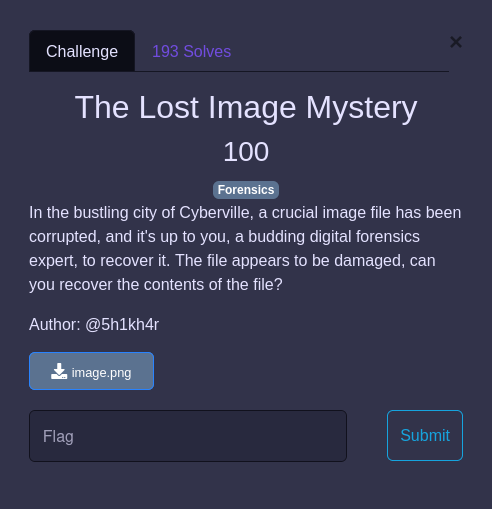 Challenge
193 Solves
×
The Lost Image Mystery
100
Forensics
In the bustling city of Cyberville, a crucial image file has been
corrupted, and it's up to you, a budding digital forensics
expert, to recover it. The file appears to be damaged, can
you recover the contents of the file?
Author: @5h1kh4r
image.png
Flag
Submit